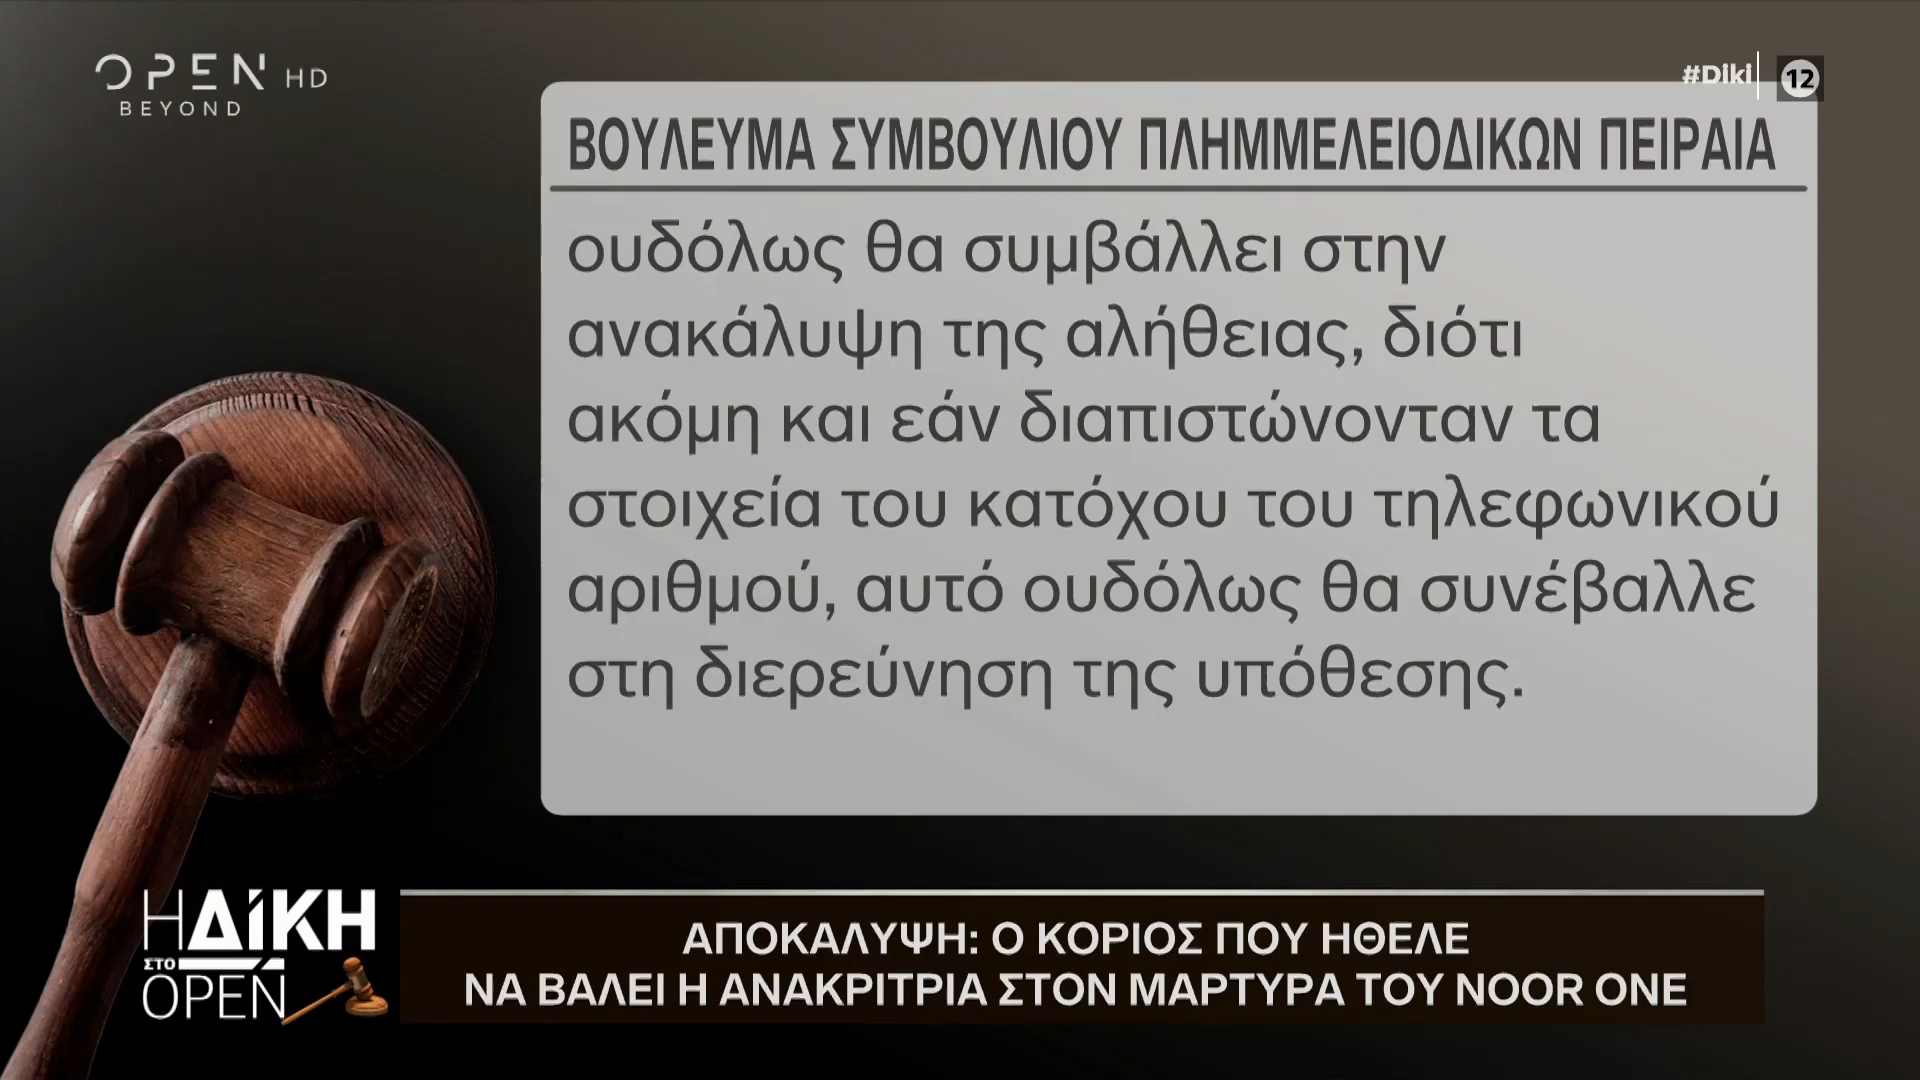 OPEN HD
BEYOND
#Diki
12
ΒΟΥΛΕΥΜΑ ΣΥΜΒΟΥΛΙΟΥ ΠΛΗΜΜΕΛΕΙΟΔΙΚΩΝ ΠΕΙΡΑΙΑ
ουδόλως θα συμβάλλει στην
ανακάλυψη της αλήθειας, διότι
ακόμη και εάν διαπιστώνονταν τα
στοιχεία του κατόχου του τηλεφωνικού
αριθμού, αυτό ουδόλως θα συνέβαλλε
στη διερεύνηση της υπόθεσης.
Η ΔΙΚΗ
ΣΤΟ
OPEN
ΑΠΟΚΑΛΥΨΗ: Ο ΚΟΡΙΟΣ ΠΟΥ ΗΘΕΛΕ
ΝΑ ΒΑΛΕΙ Η ΑΝΑΚΡΙΤΡΙΑ ΣΤΟΝ ΜΑΡΤΥΡΑ ΤΟΥ NOOR ONE